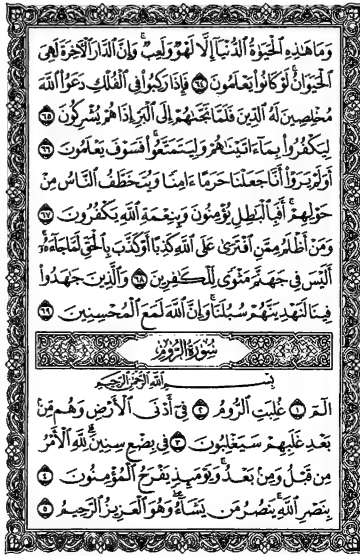 وَمَا هَٰذِهِ الْحَيَوٰةُ الدُّنْيَآ إِلَّا لَهْوٌ وَلَعِبٌ ۚ وَإِنَّ الدَّارَ الْءَاخِرَةَ لَهِيَ
الْحَيَوَانُ ۚ لَوْ كَانُوا۟ يَعْلَمُونَ ٦٤ فَإِذَا رَكِبُوا۟ فِي الْفُلْكِ دَعَوُا۟ اللَّهَ
مُخْلِصِينَ لَهُ الدِّينَ فَلَمَّا نَجَّىٰهُمْ إِلَى الْبَرِّ إِذَا هُمْ يُشْرِكُونَ ٦٥
لِيَكْفُرُوا۟ بِمَآ ءَاتَيْنَٰهُمْ وَلِيَتَمَتَّعُوا۟ ۖ فَسَوْفَ يَعْلَمُونَ ٦٦
أَوَلَمْ يَرَوْا۟ أَنَّا جَعَلْنَا حَرَمًا ءَامِنًا وَيُتَخَطَّفُ النَّاسُ مِنْ
حَوْلِهِمْ ۚ أَفَبِالْبَٰطِلِ يُؤْمِنُونَ وَبِنِعْمَةِ اللَّهِ يَكْفُرُونَ ٦٧
وَمَنْ أَظْلَمُ مِمَّنِ افْتَرَىٰ عَلَى اللَّهِ كَذِبًا أَوْ كَذَّبَ بِالْحَقِّ لَمَّا جَآءَهُۥٓ ۚ
أَلَيْسَ فِي جَهَنَّمَ مَثْوًى لِّلْكَٰفِرِينَ ٦٨ وَالَّذِينَ جَٰهَدُوا۟
فِينَا لَنَهْدِيَنَّهُمْ سُبُلَنَا ۚ وَإِنَّ اللَّهَ لَمَعَ الْمُحْسِنِينَ ٦٩
سُورَةُ الرُّومِ
بِسْمِ اللَّهِ الرَّحْمَٰنِ الرَّحِيمِ
الٓمٓ ١ غُلِبَتِ الرُّومُ ٢ فِيٓ أَدْنَى الْأَرْضِ وَهُم مِّنۢ
بَعْدِ غَلَبِهِمْ سَيَغْلِبُونَ ٣ فِي بِضْعِ سِنِينَ ۗ لِلَّهِ الْأَمْرُ
مِن قَبْلُ وَمِنۢ بَعْدُ ۚ وَيَوْمَئِذٍ يَفْرَحُ الْمُؤْمِنُونَ ٤
بِنَصْرِ اللَّهِ ۚ يَنصُرُ مَن يَشَآءُ ۖ وَهُوَ الْعَزِيزُ الرَّحِيمُ ٥